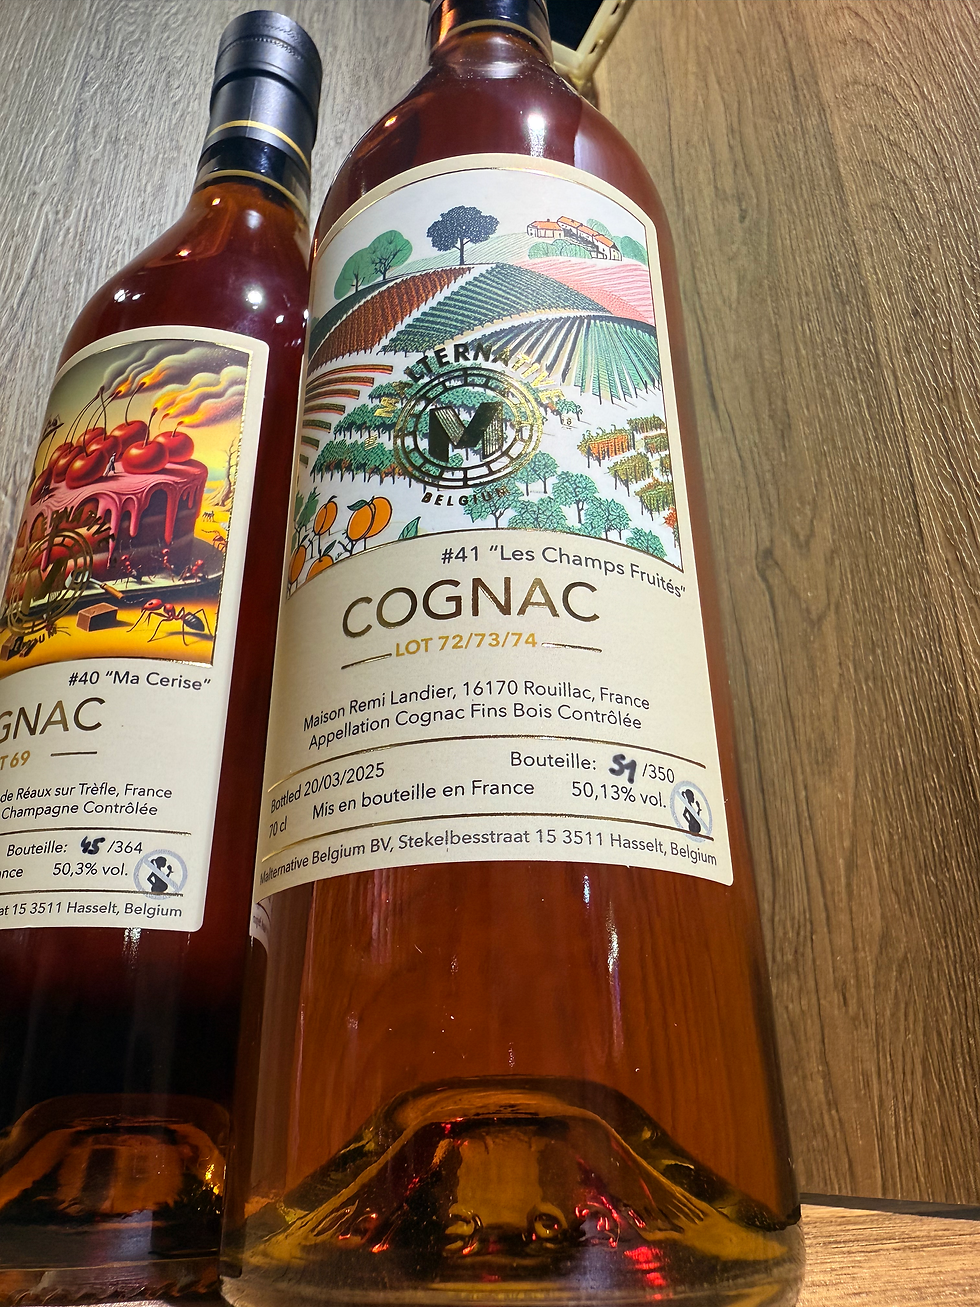 #40 "Ma Cerise"
GNAC
T 69
de Réaux sur Trèfle, France
Champagne Contrôlée
Bouteille: 45 /364
nce 50,3% vol.
at 15 3511 Hasselt, Belgium
MALTERNATIVE
M
BELGIUM
#41 "Les Champs Fruités"
COGNAC
LOT 72/73/74
Maison Remi Landier, 16170 Rouillac, France
Appellation Cognac Fins Bois Contrôlée
Bottled 20/03/2025 Bouteille: 51 /350
70 cl Mis en bouteille en France 50,13% vol.
Malternative Belgium BV, Stekelbesstraat 15 3511 Hasselt, Belgium